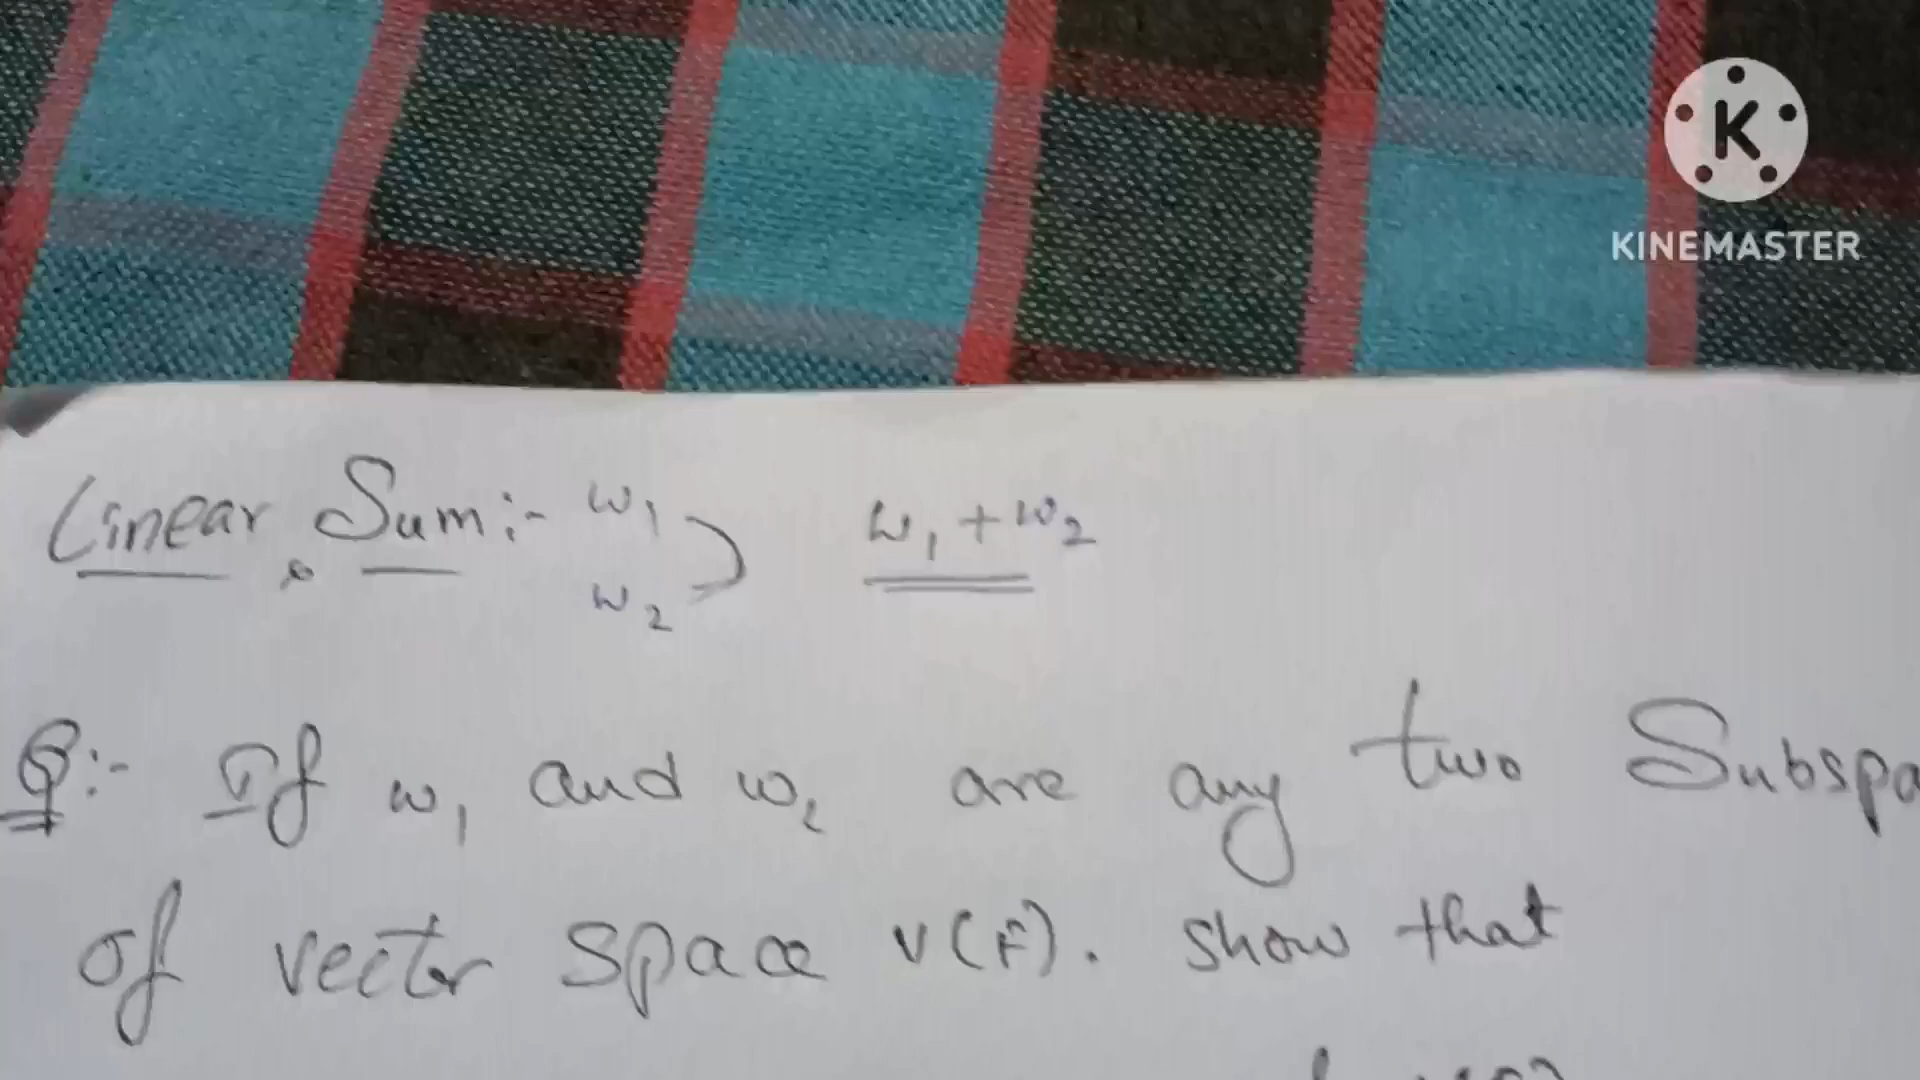 K
KINEMASTER
Linear Sum:- w1 w1 + w2
w2
Q:- If w1 and w2 are any two Subspa
of vector space V(F). show that